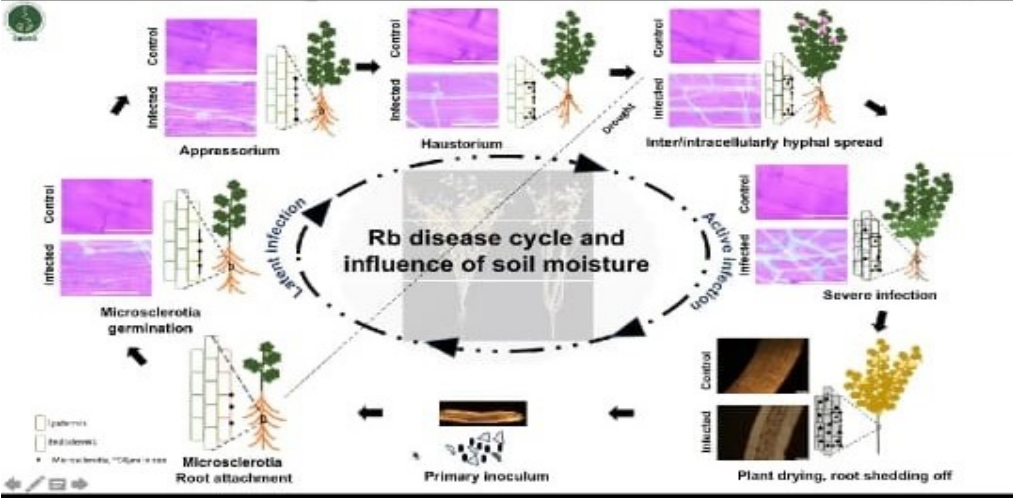 Control
Infected
Appressorium
Control
Infected
Haustorium
Drought
Control
Infected
Inter/intracellularly hyphal spread
Control
Infected
Microsclerotia
germination
Latent infection
Rb disease cycle and
influence of soil moisture
Active infection
Control
Infected
Severe infection
Microsclerotia
Root attachment
Primary inoculum
Control
Infected
Plant drying, root shedding off